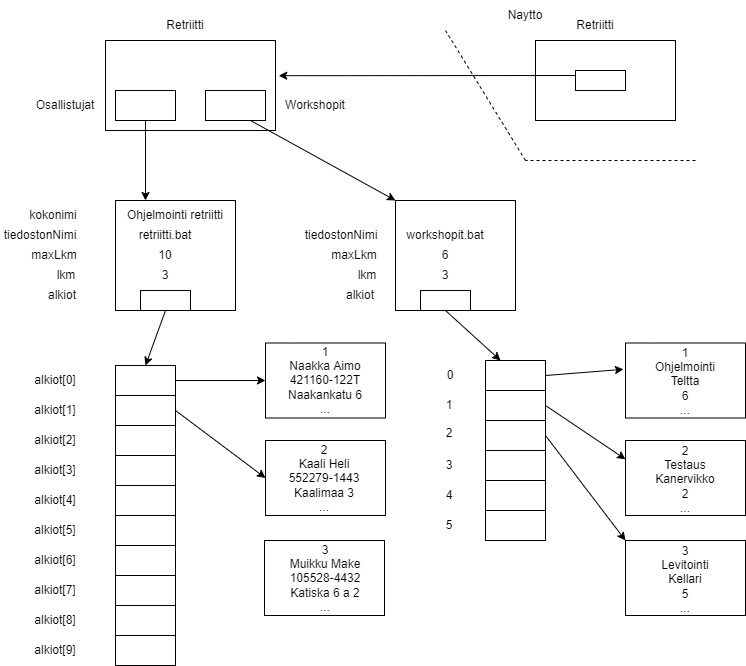 Naytto
Retriitti
Retriitti
Osallistujat
Workshopit
kokonimi
Ohjelmointi retriitti
tiedostonNimi
retriitti.bat
maxLkm
10
lkm
3
alkiot
tiedostonNimi
workshopit.bat
maxLkm
6
lkm
3
alkiot
alkiot[0]
alkiot[1]
alkiot[2]
alkiot[3]
alkiot[4]
alkiot[5]
alkiot[6]
alkiot[7]
alkiot[8]
alkiot[9]
1
Naakka Aimo
421160-122T
Naakankatu 6
...
2
Kaali Heli
552279-1443
Kaalimaa 3
...
3
Muikku Make
105528-4432
Katiska 6 a 2
...
0
1
2
3
4
5
1
Ohjelmointi
Teltta
6
...
2
Testaus
Kanervikko
2
...
3
Levitointi
Kellari
5
...